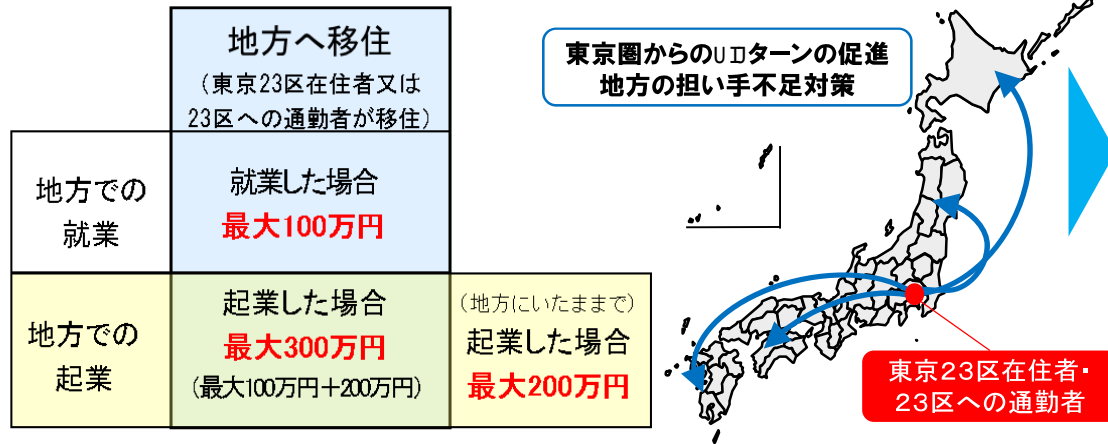 地方へ移住
(東京23区在住者又は
23区への通勤者が移住)
地方での
就業
就業した場合
最大100万円
地方での
起業
起業した場合
最大300万円
(最大100万円+200万円)
(地方にいたままで)
起業した場合
最大200万円
東京圏からのUIJターンの促進
地方の担い手不足対策
東京23区在住者・
23区への通勤者